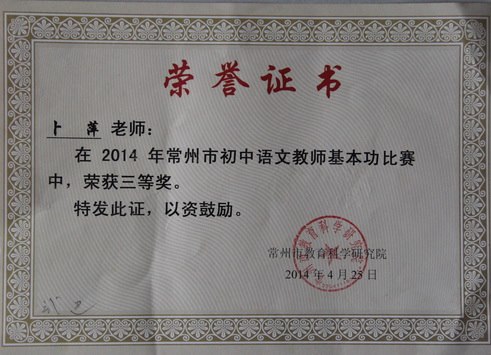 荣誉证书
卜 萍 老师：
在 2014 年常州市初中语文教师基本功比赛
中，荣获三等奖。
特发此证，以资鼓励。
常州市教育科学研究院
2014 年 4 月 25 日